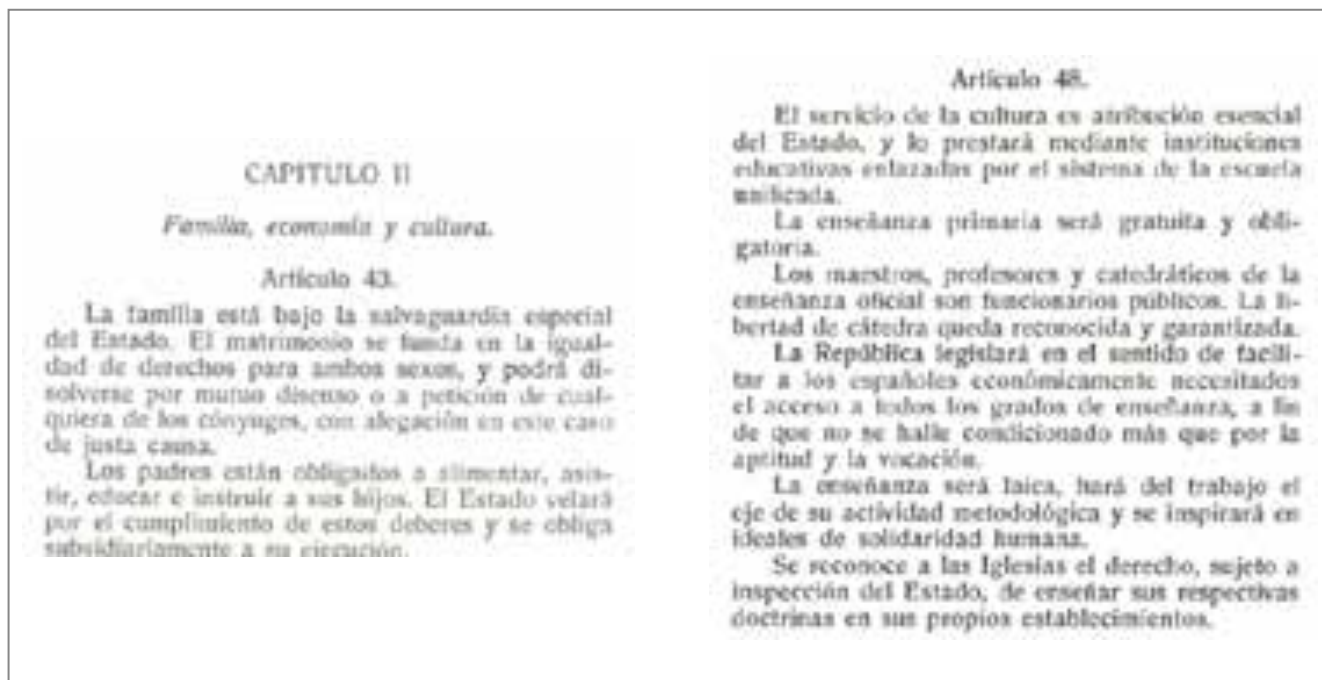 CAPITULO II
Familia, economía y cultura.
Artículo 43.
La familia está bajo la salvaguardia especial
del Estado. El matrimonio se funda en la igual-
dad de derechos para ambos sexos, y podrá di-
solverse por mutuo disenso o a petición de cual-
quiera de los cónyuges, con alegación en este caso
de justa causa.
Los padres están obligados a alimentar, asis-
tir, educar e instruir a sus hijos. El Estado velará
por el cumplimiento de estos deberes y se obliga
subsidiariamente a su ejecución.
Artículo 48.
El servicio de la cultura es atribución esencial
del Estado, y lo prestará mediante instituciones
educativas enlazadas por el sistema de la escuela
unificada.
La enseñanza primaria será gratuita y obli-
gatoria.
Los maestros, profesores y catedráticos de la
enseñanza oficial son funcionarios públicos. La li-
bertad de cátedra queda reconocida y garantizada.
La República legislará en el sentido de facili-
tar a los españoles económicamente necesitados
el acceso a todos los grados de enseñanza, a fin
de que no se halle condicionado más que por la
aptitud y la vocación.
La enseñanza será laica, hará del trabajo el
eje de su actividad metodológica y se inspirará en
ideales de solidaridad humana.
Se reconoce a las Iglesias el derecho, sujeto a
inspección del Estado, de enseñar sus respectivas
doctrinas en sus propios establecimientos.